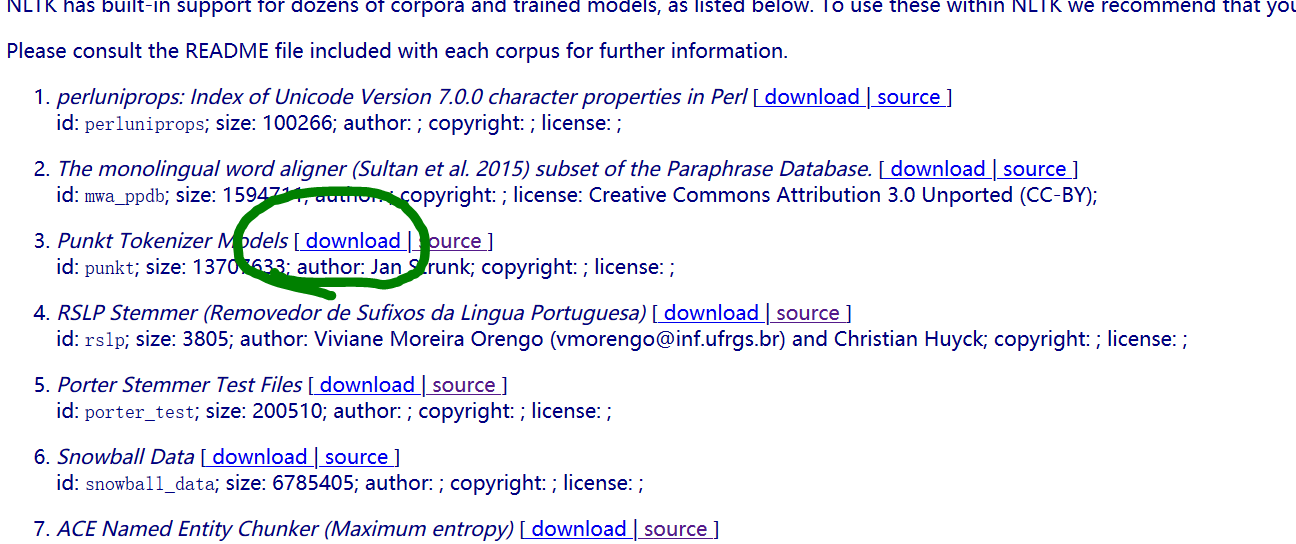 NLTK has built-in support for dozens of corpora and trained models, as listed below. To use these within NLTK we recommend that you
Please consult the README file included with each corpus for further information.
1. perluniprops: Index of Unicode Version 7.0.0 character properties in Perl [ download | source ]
id: perluniprops; size: 100266; author: ; copyright: ; license: ;
2. The monolingual word aligner (Sultan et al. 2015) subset of the Paraphrase Database. [ download | source ]
id: mwa_ppdb; size: 1594711; author: ; copyright: ; license: Creative Commons Attribution 3.0 Unported (CC-BY);
3. Punkt Tokenizer Models [ download | source ]
id: punkt; size: 13707633; author: Jan Strunk; copyright: ; license: ;
4. RSLP Stemmer (Removedor de Sufixos da Lingua Portuguesa) [ download | source ]
id: rslp; size: 3805; author: Viviane Moreira Orengo (vmorengo@inf.ufrgs.br) and Christian Huyck; copyright: ; license: ;
5. Porter Stemmer Test Files [ download | source ]
id: porter_test; size: 200510; author: ; copyright: ; license: ;
6. Snowball Data [ download | source ]
id: snowball_data; size: 6785405; author: ; copyright: ; license: ;
7. ACE Named Entity Chunker (Maximum entropy) [ download | source ]